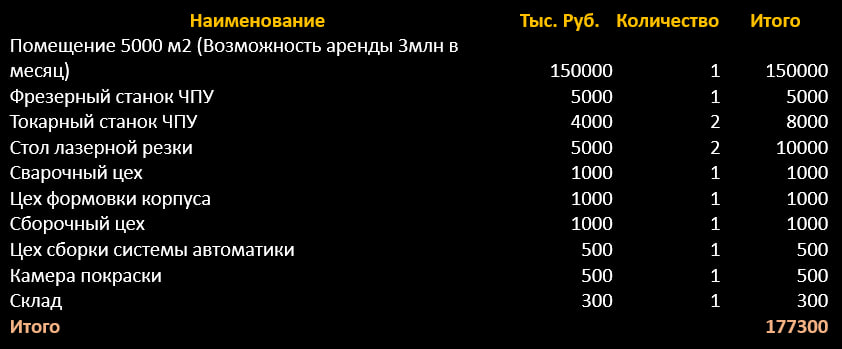 Наименование Тыс. Руб. Количество Итого
Помещение 5000 м2 (Возможность аренды 3млн в
месяц) 150000 1 150000
Фрезерный станок ЧПУ 5000 1 5000
Токарный станок ЧПУ 4000 2 8000
Стол лазерной резки 5000 2 10000
Сварочный цех 1000 1 1000
Цех формовки корпуса 1000 1 1000
Сборочный цех 1000 1 1000
Цех сборки системы автоматики 500 1 500
Камера покраски 500 1 500
Склад 300 1 300
Итого 177300